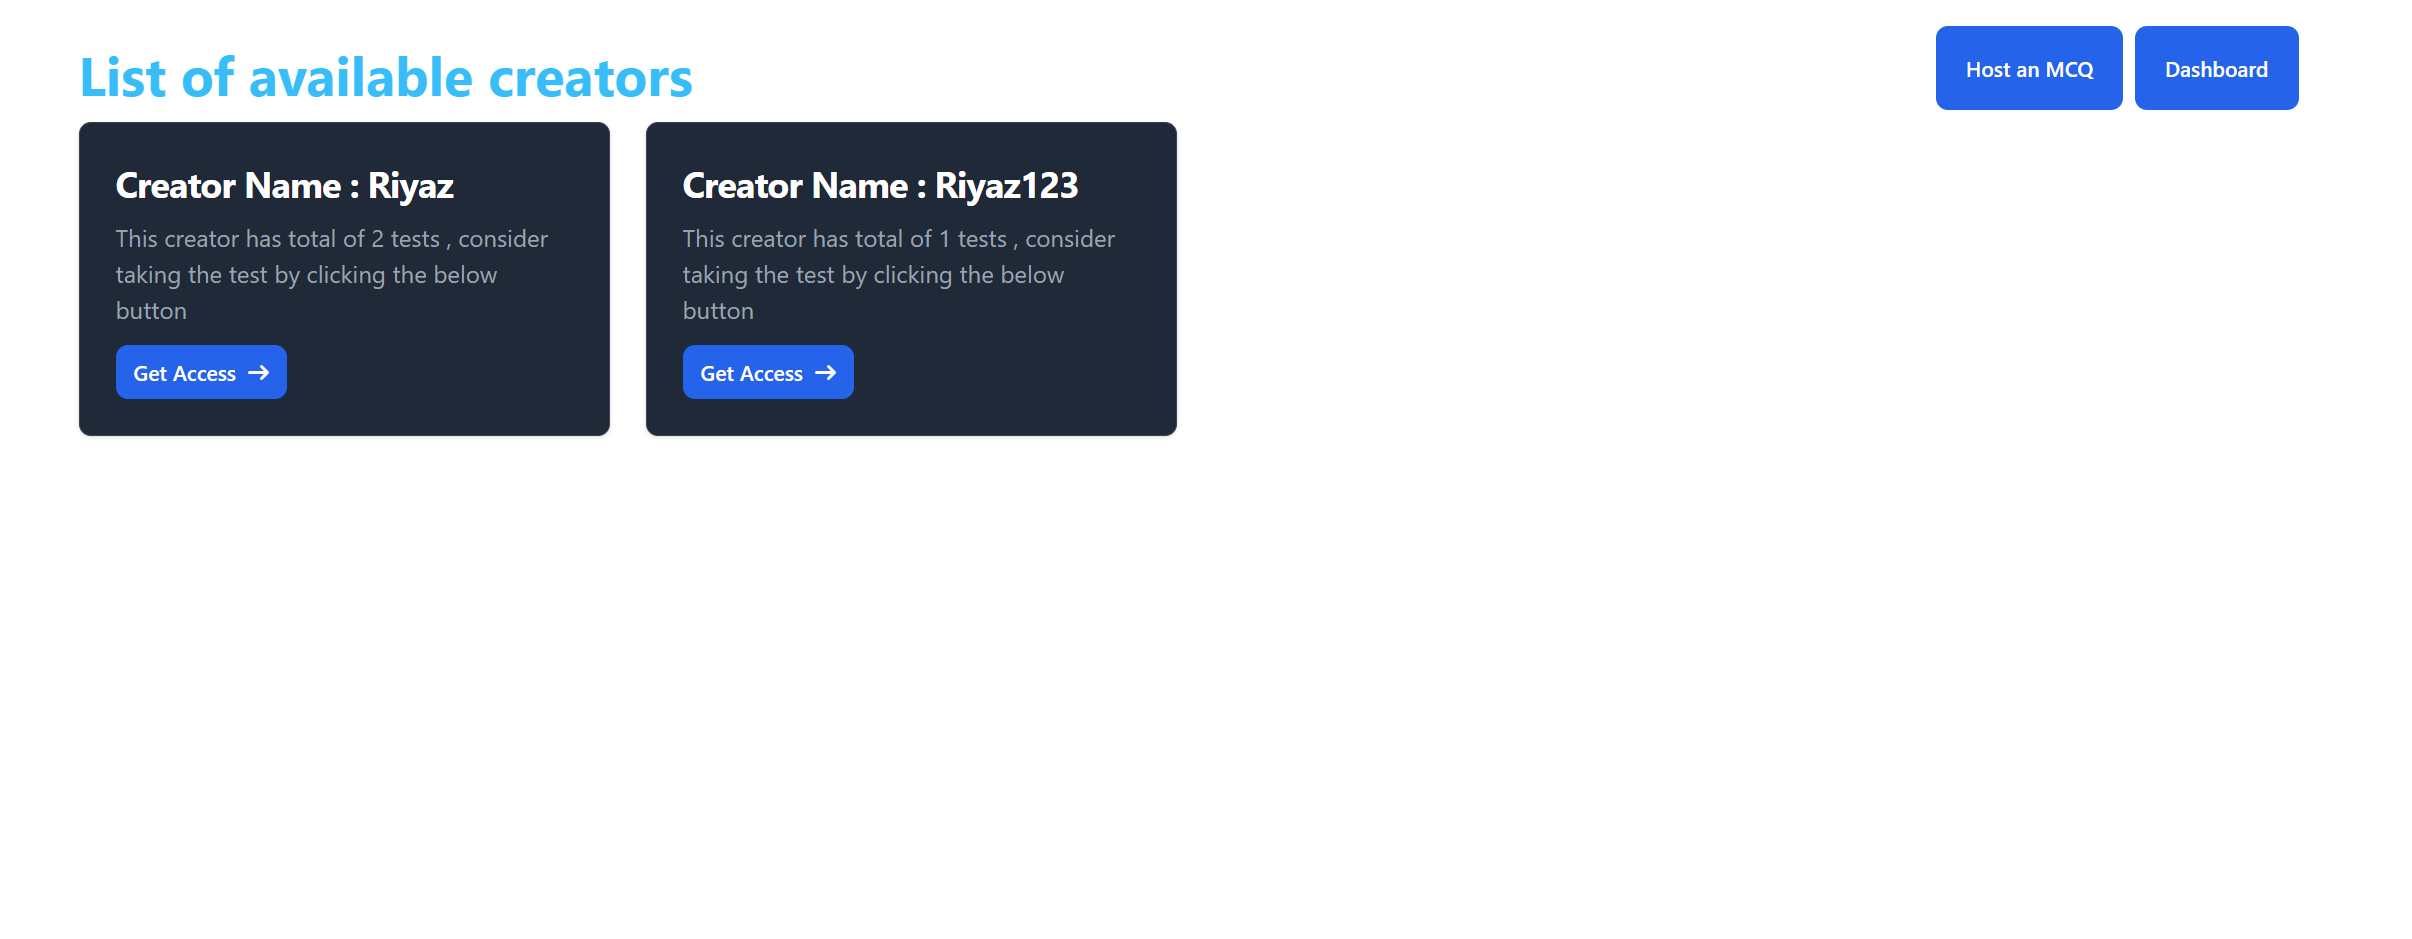 List of available creators
Host an MCQ
Dashboard
Creator Name : Riyaz
This creator has total of 2 tests , consider
taking the test by clicking the below
button
Get Access
Creator Name : Riyaz123
This creator has total of 1 tests , consider
taking the test by clicking the below
button
Get Access